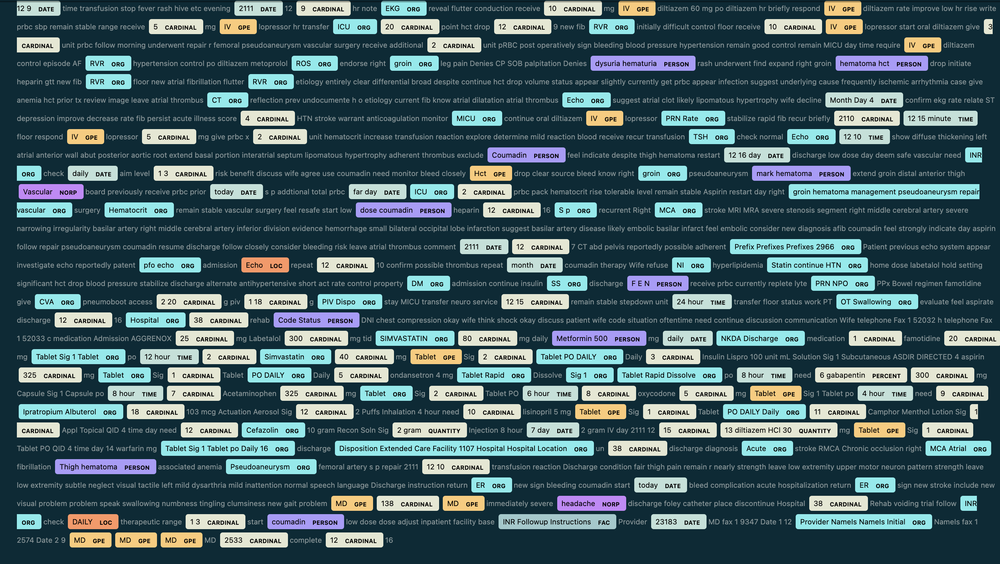 12 9 DATE time transfusion stop fever rash hive etc evening 2111 DATE 12 9 CARDINAL hr note EKG ORG reveal flutter conduction receive 10 CARDINAL mg IV GPE diltiazem 60 mg po diltiazem hr briefly respond IV GPE diltiazem rate improve low hr rise write
prbc sbp remain stable range receive 5 CARDINAL mg IV GPE lopressor hr transfer ICU ORG 20 CARDINAL point hct drop 12 CARDINAL 9 new fib RVR ORG initially difficult control floor receive 10 CARDINAL IV GPE lopressor start oral diltiazem give 3
CARDINAL unit prbc follow morning underwent repair r femoral pseudoaneurysm vascular surgery receive additional 2 CARDINAL unit pRBC post operatively sign bleeding blood pressure hypertension remain good control remain MICU day time require IV GPE diltiazem
control episode AF RVR ORG hypertension control po diltiazem metoprolol ROS ORG endorse right groin ORG leg pain Denies CP SOB palpitation Denies dysuria hematuria PERSON rash underwent find expand right groin hematoma hct PERSON drop initiate
heparin gtt new fib RVR ORG floor new atrial fibrillation flutter RVR ORG etiology entirely clear differential broad despite continue hct drop volume status appear slightly currently get prbc appear infection suggest underlying cause frequently ischemic arrhythmia case give
anemia hct prior tx review image leave atrial thrombus CT ORG reflection prev undocumente h o etiology current fib know atrial dilatation atrial thrombus Echo ORG suggest atrial clot likely lipomatous hypertrophy wife decline Month Day 4 DATE confirm ekg rate relate ST
depression improve decrease rate fib persist acute illness score 4 CARDINAL HTN stroke warrant anticoagulation monitor MICU ORG continue oral diltiazem IV GPE lopressor PRN Rate ORG stabilize rapid fib recur briefly 2110 CARDINAL 12 15 minute TIME
floor respond IV GPE lopressor 5 CARDINAL mg give prbc x 2 CARDINAL unit hematocrit increase transfusion reaction explore determine mild reaction blood receive recur transfusion TSH ORG check normal Echo ORG 12 10 TIME show diffuse thickening left
atrial anterior wall abut posterior aortic root extend basal portion interatrial septum lipomatous hypertrophy adherent thrombus exclude Coumadin PERSON feel indicate despite thigh hematoma restart 12 16 day DATE discharge low dose day deem safe vascular need INR
ORG check daily DATE aim level 1 3 CARDINAL risk benefit discuss wife agree use coumadin need monitor bleed closely Hct GPE drop clear source bleed know right groin ORG pseudoaneurysm mark hematoma PERSON extend groin distal anterior thigh
Vascular NORP board previously receive prbc prior today DATE s p addtional total prbc far day DATE ICU ORG 2 CARDINAL prbc pack hematocrit rise tolerable level remain stable Aspirin restart day right groin hematoma management pseudoaneurysm repair
vascular ORG surgery Hematocrit ORG remain stable vascular surgery feel resafe start low dose coumadin PERSON heparin 12 CARDINAL 16 S p ORG recurrent Right MCA ORG stroke MRI MRA severe stenosis segment right middle cerebral artery severe
narrowing irregularity basilar artery right middle cerebral artery inferior division evidence hemorrhage small bilateral occipital lobe infarction suggest basilar artery disease likely embolic basilar infarct feel embolic consider new diagnosis afib coumadin feel strongly indicate day aspirin
follow repair pseudoaneurysm coumadin resume discharge follow closely consider bleeding risk leave atrial thrombus comment 2111 DATE 12 CARDINAL 7 CT abd pelvis reportedly possible adherent Prefix Prefixes Prefixes 2966 ORG Patient previous echo system appear
investigate echo reportedly patent pfo echo ORG admission Echo LOC repeat 12 CARDINAL 10 confirm possible thrombus repeat month DATE coumadin therapy Wife refuse NI ORG hyperlipidemia Statin continue HTN ORG home dose labetalol hold setting
significant hct drop blood pressure stabilize discharge alternate antihypertensive short act rate control property DM ORG admission continue insulin SS ORG discharge F E N PERSON receive prbc currently replete lyte PRN NPO ORG PPx Bowel regimen famotidine
give CVA ORG pneumoboot access 2 20 CARDINAL g piv 1 18 CARDINAL g PIV Dispo ORG stay MICU transfer neuro service 12 15 CARDINAL remain stable stepdown unit 24 hour TIME transfer floor status work PT OT Swallowing ORG evaluate feel aspirate
discharge 12 CARDINAL 16 Hospital ORG 38 CARDINAL rehab Code Status PERSON DNI chest compression okay wife think shock okay discuss patient wife code situation oftentime need continue discussion communication Wife telephone Fax 1 52032 h telephone Fax
1 52033 c medication Admission AGGRENOX 25 CARDINAL mg Labetalol 300 CARDINAL mg tid SIMVASTATIN ORG 80 CARDINAL mg daily Metformin 500 PERSON mg daily DATE NKDA Discharge ORG medication 1 CARDINAL famotidine 20 CARDINAL
mg Tablet Sig 1 Tablet ORG po 12 hour TIME 2 CARDINAL Simvastatin ORG 40 CARDINAL mg Tablet GPE Sig 2 CARDINAL Tablet PO DAILY ORG Daily 3 CARDINAL Insulin Lispro 100 unit mL Solution Sig 1 Subcutaneous ASDIR DIRECTED 4 aspirin
325 CARDINAL mg Tablet ORG Sig 1 CARDINAL Tablet PO DAILY ORG Daily 5 CARDINAL ondansetron 4 mg Tablet Rapid ORG Dissolve Sig 1 ORG Tablet Rapid Dissolve ORG po 8 hour TIME need 6 gabapentin PERCENT 300 CARDINAL mg
Capsule Sig 1 Capsule po 8 hour TIME 7 CARDINAL Acetaminophen 325 CARDINAL mg Tablet ORG Sig 2 CARDINAL Tablet PO 6 hour TIME 8 CARDINAL oxycodone 5 CARDINAL mg Tablet GPE Sig 1 Tablet po 4 hour TIME need 9 CARDINAL
Ipratropium Albuterol ORG 18 CARDINAL 103 mcg Actuation Aerosol Sig 12 CARDINAL 2 Puffs Inhalation 4 hour need 10 CARDINAL lisinopril 5 mg Tablet GPE Sig 1 CARDINAL Tablet PO DAILY Daily ORG 11 CARDINAL Camphor Menthol Lotion Sig 1
CARDINAL Appl Topical QID 4 time day need 12 CARDINAL Cefazolin ORG 10 gram Recon Soln Sig 2 gram QUANTITY Injection 8 hour 7 day DATE 2 gram IV day 2111 12 15 CARDINAL 13 diltiazem HCl 30 QUANTITY mg Tablet GPE Sig 1 CARDINAL
Tablet PO QID 4 time day 14 warfarin mg Tablet Sig 1 Tablet po Daily 16 ORG discharge Disposition Extended Care Facility 1107 Hospital Hospital Location ORG un 38 CARDINAL discharge diagnosis Acute ORG stroke RMCA Chronic occlusion right MCA Atrial ORG
fibrillation Thigh hematoma PERSON associated anemia Pseudoaneurysm ORG femoral artery s p repair 2111 12 10 CARDINAL transfusion reaction Discharge condition fair thigh pain remain r nearly strength leave low extremity upper motor neuron pattern strength leave
low extremity subtle neglect visual tactile left mild dysarthria mild inattention normal speech language Discharge instruction return ER ORG new sign bleeding coumadin start today DATE bleed complication acute hospitalization return ER ORG sign new stroke include new
visual problem problem speak swallowing numbness tingling clumsiness new gait problem MD GPE 138 CARDINAL MD GPE immediately severe headache NORP discharge foley catheter place discontinue Hospital 38 CARDINAL Rehab voiding trial follow INR
ORG check DAILY LOC therapeutic range 1 3 CARDINAL start coumadin PERSON low dose dose adjust inpatient facility base INR Followup Instructions FAC Provider 23183 DATE MD fax 1 9347 Date 1 12 Provider NameIs NameIs Initial ORG NameIs fax 1
2574 Date 2 9 MD GPE MD GPE MD GPE MD 2533 CARDINAL complete 12 CARDINAL 16